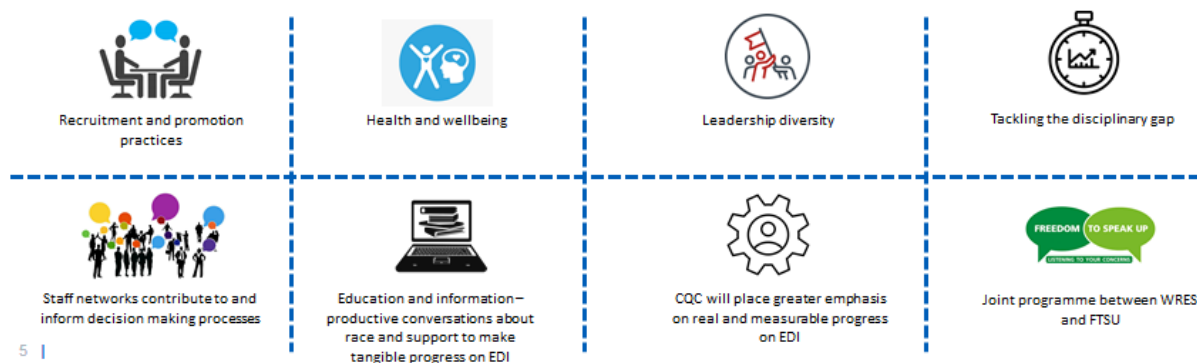 Recruitment and promotion
practices
Health and wellbeing
Leadership diversity
Tackling the disciplinary gap
Staff networks contribute to and
inform decision making processes
Education and information –
productive conversations about
race and support to make
tangible progress on EDI
CQC will place greater emphasis
on real and measurable progress
on EDI
FREEDOM TO SPEAK UP
LISTENING TO YOUR CONCERNS
Joint programme between WRES
and FTSU
5 |